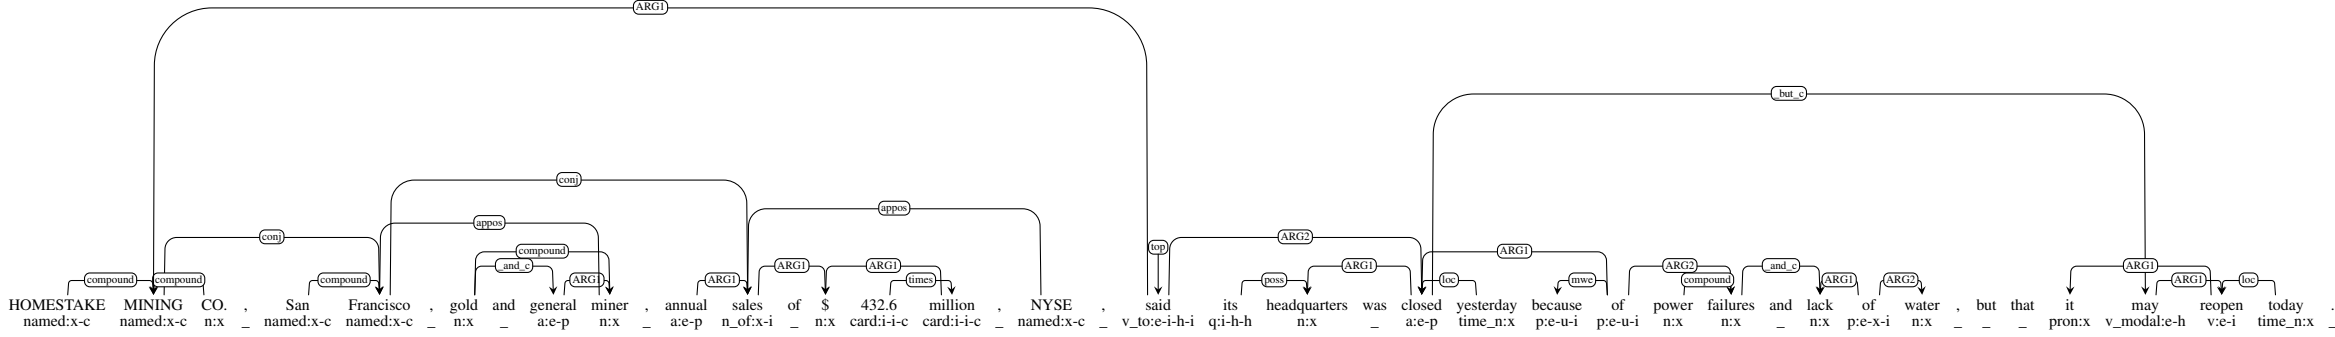 ARG1
_but_c
conj
appos
appos
conj ARG2 top
compound ARG1
_and_c ARG1 ARG1 ARG1 ARG2 _and_c ARG1
compound compound compound ARG1 ARG1 times poss loc mwe compound ARG1 ARG2 ARG1 loc
HOMESTAKE MINING CO. , San Francisco , gold and general miner , annual sales of $ 432.6 million , NYSE , said its headquarters was closed yesterday because of power failures and lack of water , but that it may reopen today .
named:x-c named:x-c n:x _ named:x-c named:x-c _ n:x _ a:e-p n:x _ a:e-p n_of:x-i _ n:x card:i-i-c card:i-i-c _ named:x-c _ v_to:e-i-h-i q:i-h-h n:x _ a:e-p time_n:x p:e-u-i p:e-u-i n:x n:x _ n:x p:e-x-i n:x _ _ _ pron:x v_modal:e-h v:e-i time_n:x _